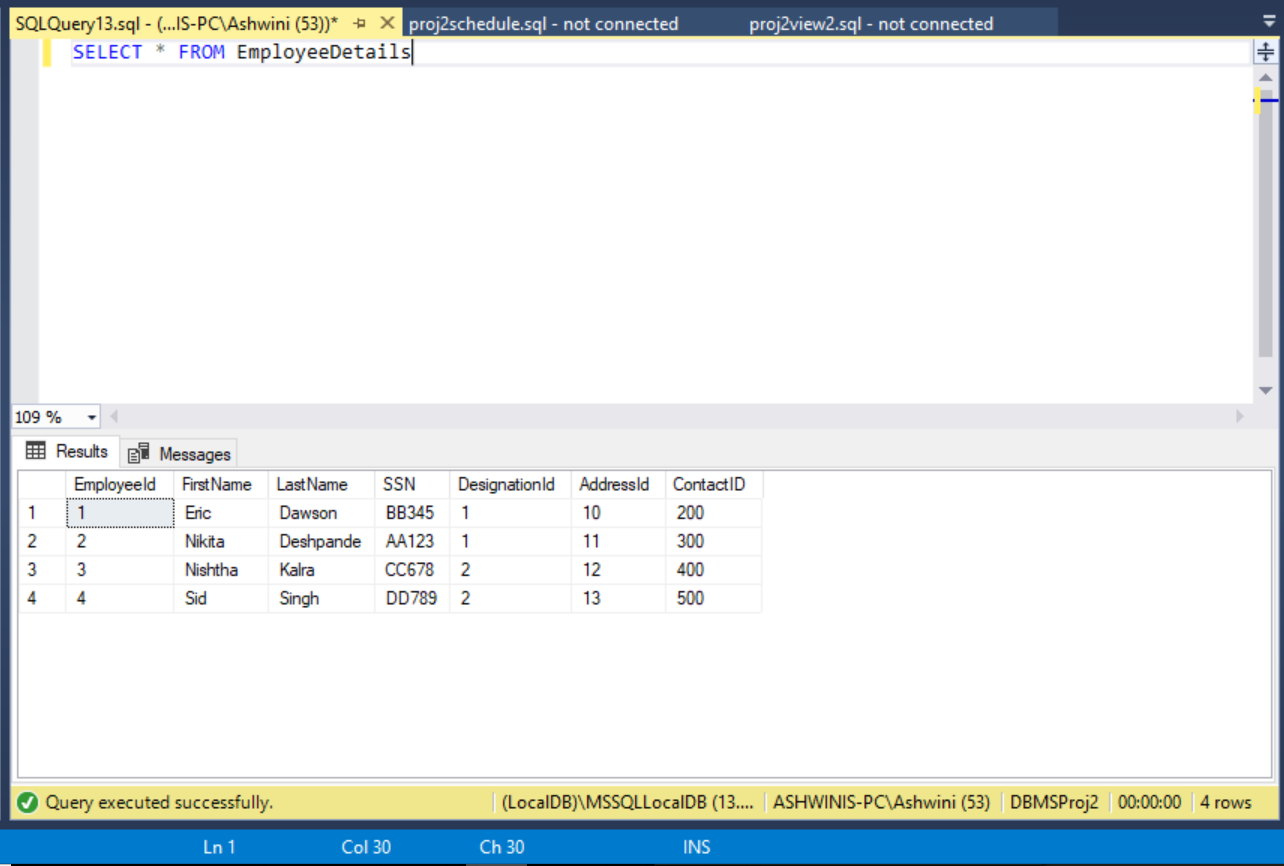 SQLQuery13.sql - (...IS-PC\Ashwini (53))* proj2schedule.sql - not connected proj2view2.sql - not connected
SELECT * FROM EmployeeDetails
109 %
Results Messages
EmployeeId FirstName LastName SSN DesignationId AddressId ContactID
1 1 Eric Dawson BB345 1 10 200
2 2 Nikita Deshpande AA123 1 11 300
3 3 Nishtha Kalra CC678 2 12 400
4 4 Sid Singh DD789 2 13 500
Query executed successfully. (LocalDB)\MSSQLLocalDB (13.... ASHWINIS-PC\Ashwini (53) DBMSProj2 00:00:00 4 rows
Ln 1 Col 30 Ch 30 INS